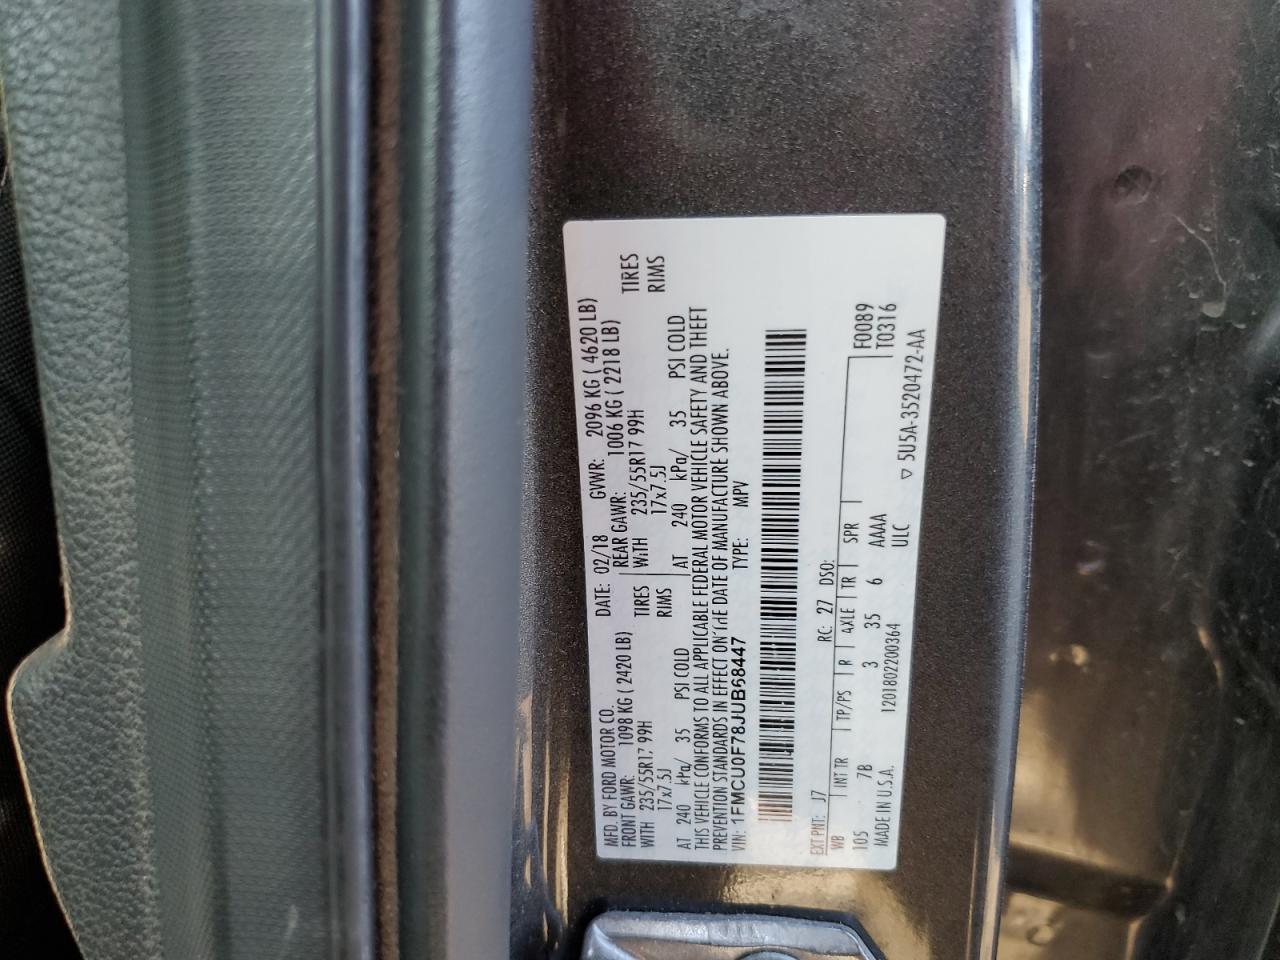 MFD. BY FORD MOTOR CO. DATE: 02/18 GVWR: 2096 KG ( 4620 LB)
FRONT GAWR: 1098 KG ( 2420 LB) REAR GAWR: 1006 KG ( 2218 LB)
WITH 235/55R17 99H TIRES WITH 235/55R17 99H TIRES
17x7.5J RIMS 17x7.5J RIMS
AT 240 kPa/ 35 PSI COLD AT 240 kPa/ 35 PSI COLD
THIS VEHICLE CONFORMS TO ALL APPLICABLE FEDERAL MOTOR VEHICLE SAFETY AND THEFT
PREVENTION STANDARDS IN EFFECT ON THE DATE OF MANUFACTURE SHOWN ABOVE.
VIN: 1FMCU0F78JUB68447 TYPE: MPV
EXT PNT: J7 RC: 27 DSO: F0089
WB INT TR TP/PS R AXLE TR SPR T0316
105 7B 3 35 6 AAAA
MADE IN U.S.A. 1201802200364 ULC
▽ 5U5A-3520472-AA